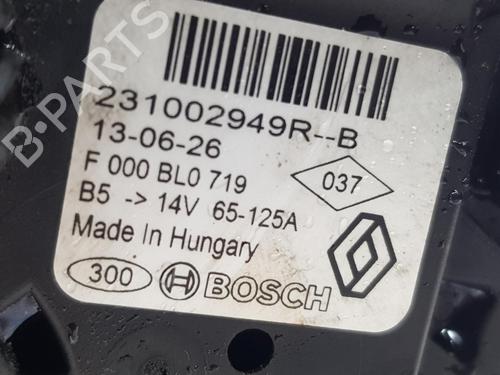 231002949R--B
13-06-26
F 000 BL0 719
037
B5 -> 14V 65-125A
Made In Hungary
300 BOSCH
B-PARTS